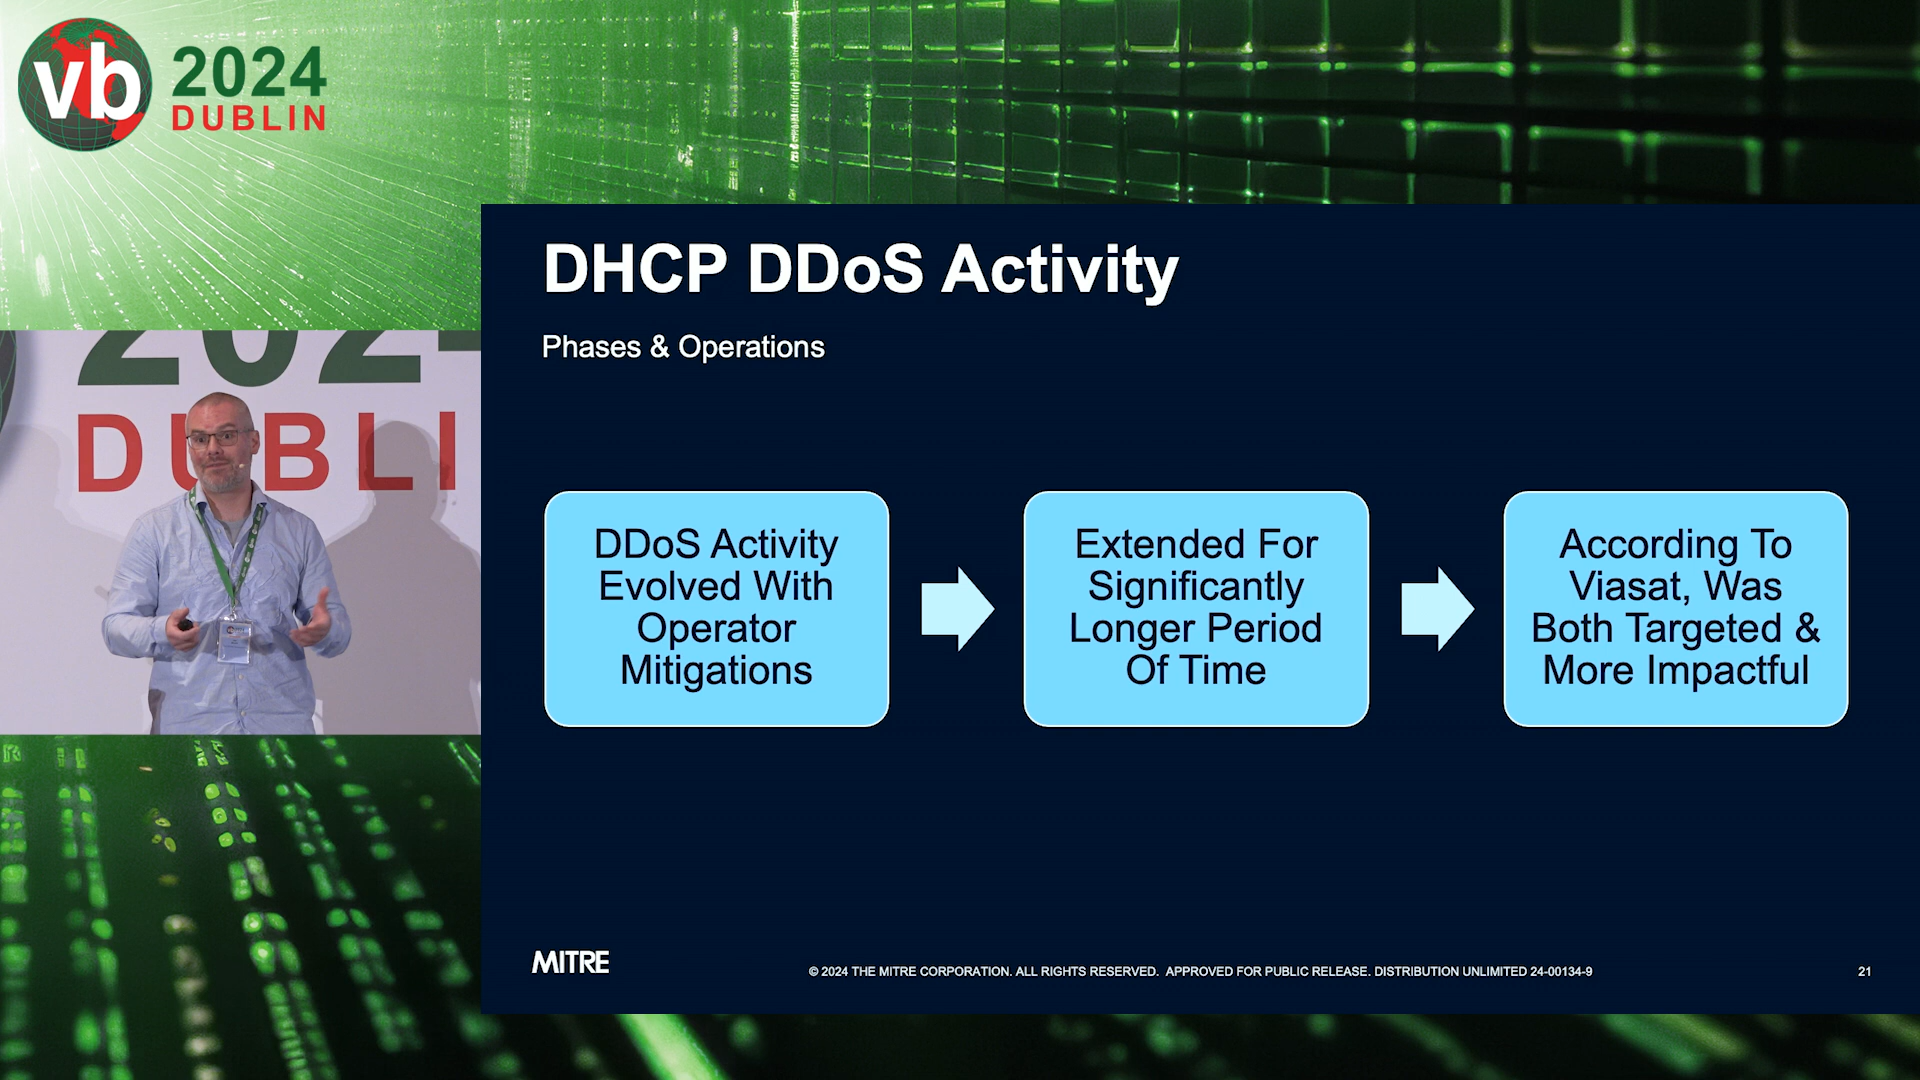 vb
2024
DUBLIN
DHCP DDoS Activity
Phases & Operations
202
DUBLI
DDoS Activity
Evolved With
Operator
Mitigations
Extended For
Significantly
Longer Period
Of Time
According To
Viasat, Was
Both Targeted &
More Impactful
MITRE
© 2024 THE MITRE CORPORATION. ALL RIGHTS RESERVED. APPROVED FOR PUBLIC RELEASE. DISTRIBUTION UNLIMITED 24-00134-9
21